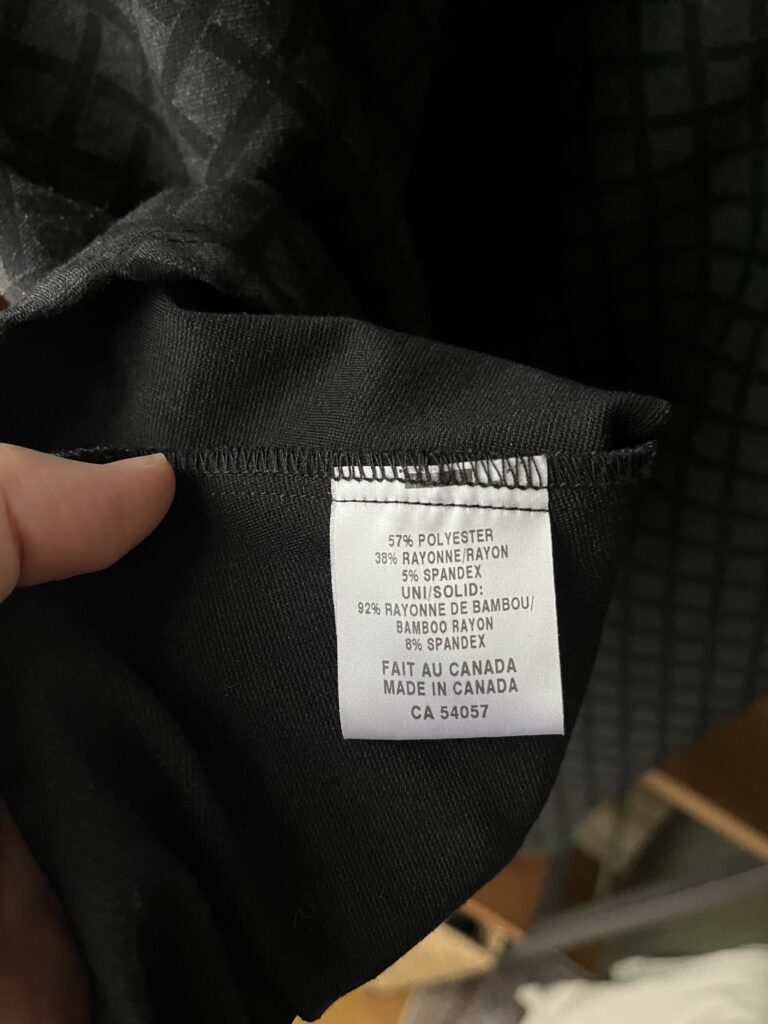 57% POLYESTER
38% RAYONNE/RAYON
5% SPANDEX
UNI/SOLID:
92% RAYONNE DE BAMBOU/
BAMBOO RAYON
8% SPANDEX
FAIT AU CANADA
MADE IN CANADA
CA 54057